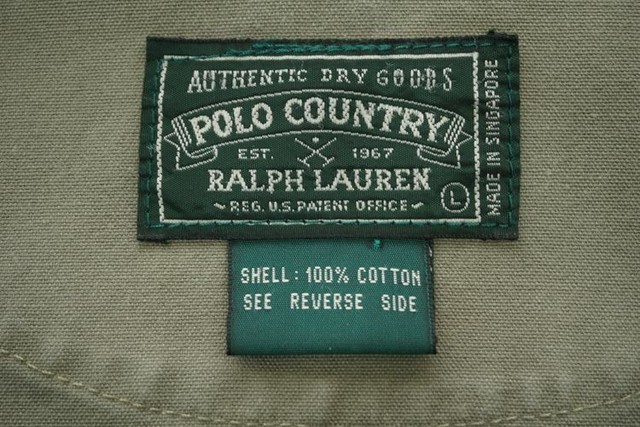 AUTHENTIC DRY GOODS
POLO COUNTRY
EST. 1967
RALPH LAUREN
~REG. U.S. PATENT OFFICE~
L
MADE IN SINGAPORE
SHELL: 100% COTTON
SEE REVERSE SIDE